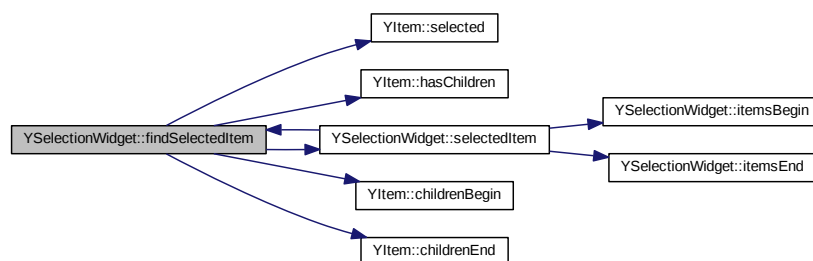 YItem::selected
YItem::hasChildren
YSelectionWidget::itemsBegin
YSelectionWidget::findSelectedItem
YSelectionWidget::selectedItem
YSelectionWidget::itemsEnd
YItem::childrenBegin
YItem::childrenEnd